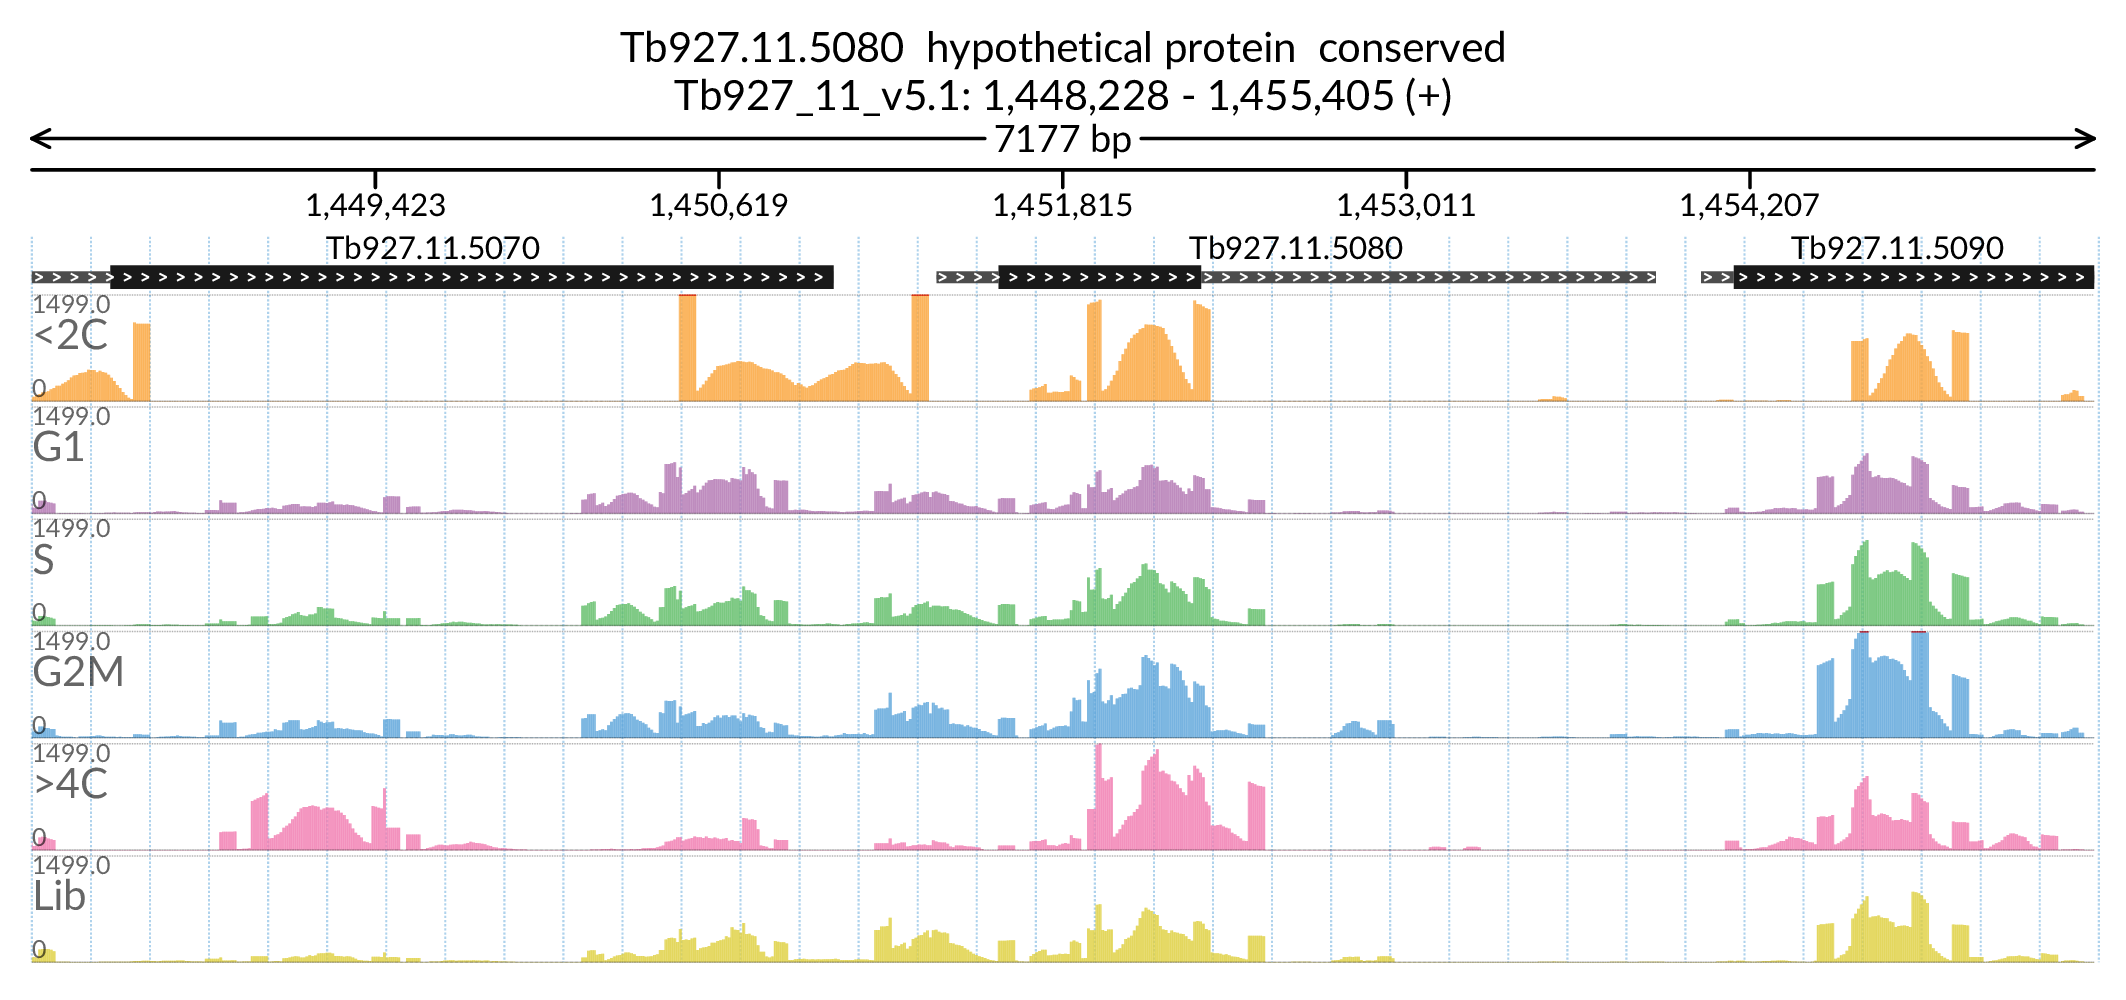 Tb927.11.5080  hypothetical protein  conserved
Tb927_11_v5.1: 1,448,228 - 1,455,405 (+)
7177 bp
1,449,423 1,450,619 1,451,815 1,453,011 1,454,207
Tb927.11.5070 Tb927.11.5080 Tb927.11.5090
1499.0
<2C
0
1499.0
G1
0
1499.0
S
0
1499.0
G2M
0
1499.0
>4C
0
1499.0
Lib
0